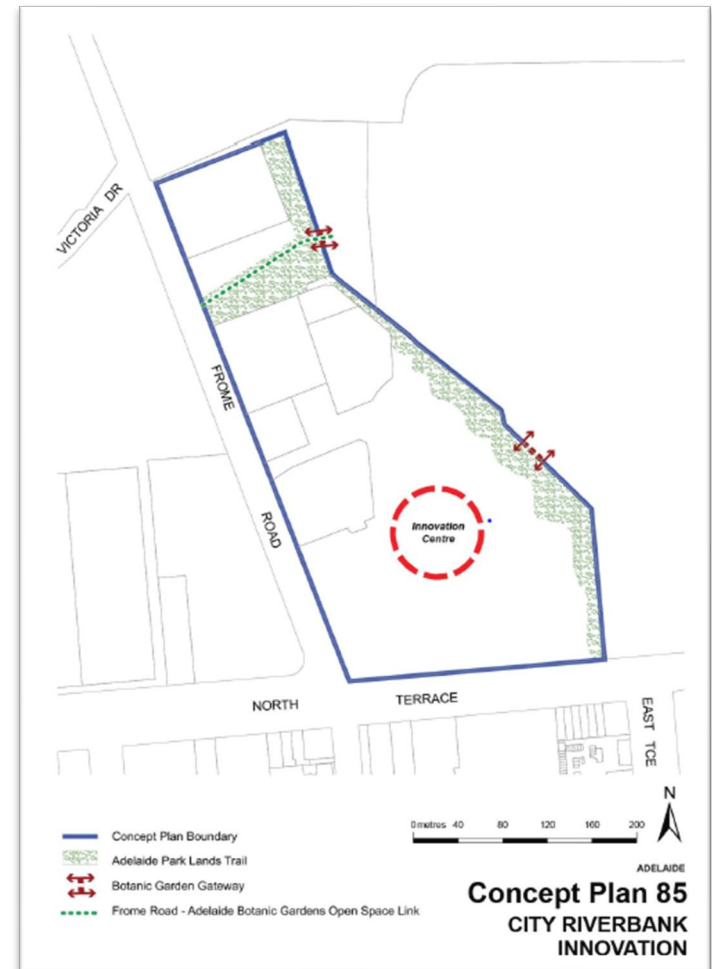 VICTORIA DR
FROME
ROAD
Innovation
Centre
NORTH
TERRACE
EAST TCE
N
0 metres 40 80 120 160 200
Concept Plan Boundary
Adelaide Park Lands Trail
Botanic Garden Gateway
Frome Road - Adelaide Botanic Gardens Open Space Link
ADELAIDE
Concept Plan 85
CITY RIVERBANK
INNOVATION